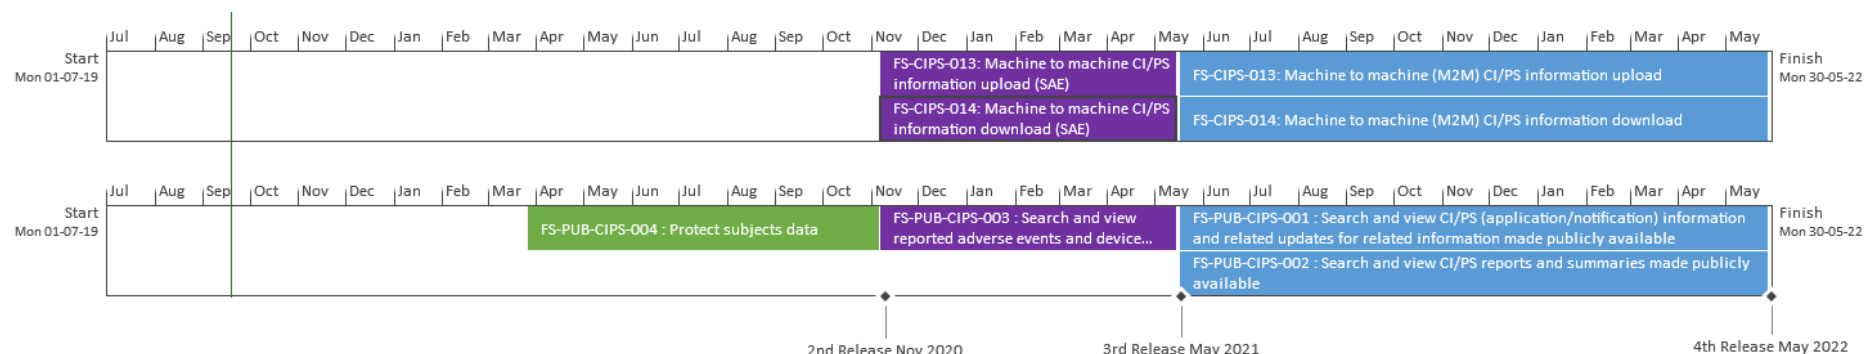 Jul Aug Sep Oct Nov Dec Jan Feb Mar Apr May Jun Jul Aug Sep Oct Nov Dec Jan Feb Mar Apr May Jun Jul Aug Sep Oct Nov Dec Jan Feb Mar Apr May
Start
Mon 01-07-19
FS-CIPS-013: Machine to machine CI/PS
information upload (SAE)
FS-CIPS-013: Machine to machine (M2M) CI/PS information upload
Finish
Mon 30-05-22
FS-CIPS-014: Machine to machine CI/PS
information download (SAE)
FS-CIPS-014: Machine to machine (M2M) CI/PS information download
Jul Aug Sep Oct Nov Dec Jan Feb Mar Apr May Jun Jul Aug Sep Oct Nov Dec Jan Feb Mar Apr May Jun Jul Aug Sep Oct Nov Dec Jan Feb Mar Apr May
Start
Mon 01-07-19
FS-PUB-CIPS-004 : Protect subjects data
FS-PUB-CIPS-003 : Search and view
reported adverse events and device...
FS-PUB-CIPS-001 : Search and view CI/PS (application/notification) information
and related updates for related information made publicly available
Finish
Mon 30-05-22
FS-PUB-CIPS-002 : Search and view CI/PS reports and summaries made publicly
available
2nd Release Nov 2020
3rd Release May 2021
4th Release May 2022